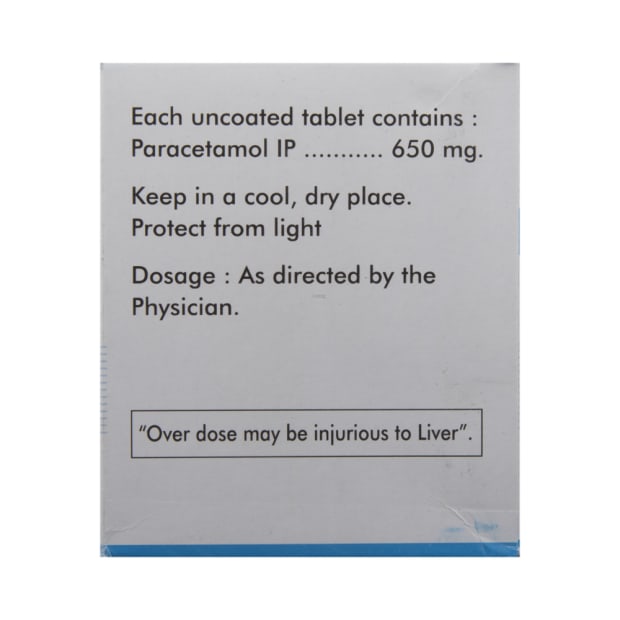 Each uncoated tablet contains :
Paracetamol IP ........... 650 mg.
Keep in a cool, dry place.
Protect from light
Dosage : As directed by the
Physician.
“Over dose may be injurious to Liver”.